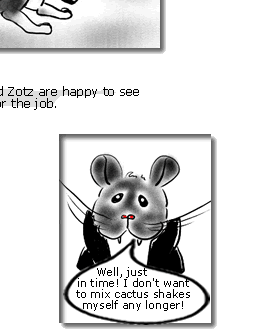 Zotz are happy to see
the job.
Well, just
in time! I don't want
to mix cactus shakes
myself any longer!